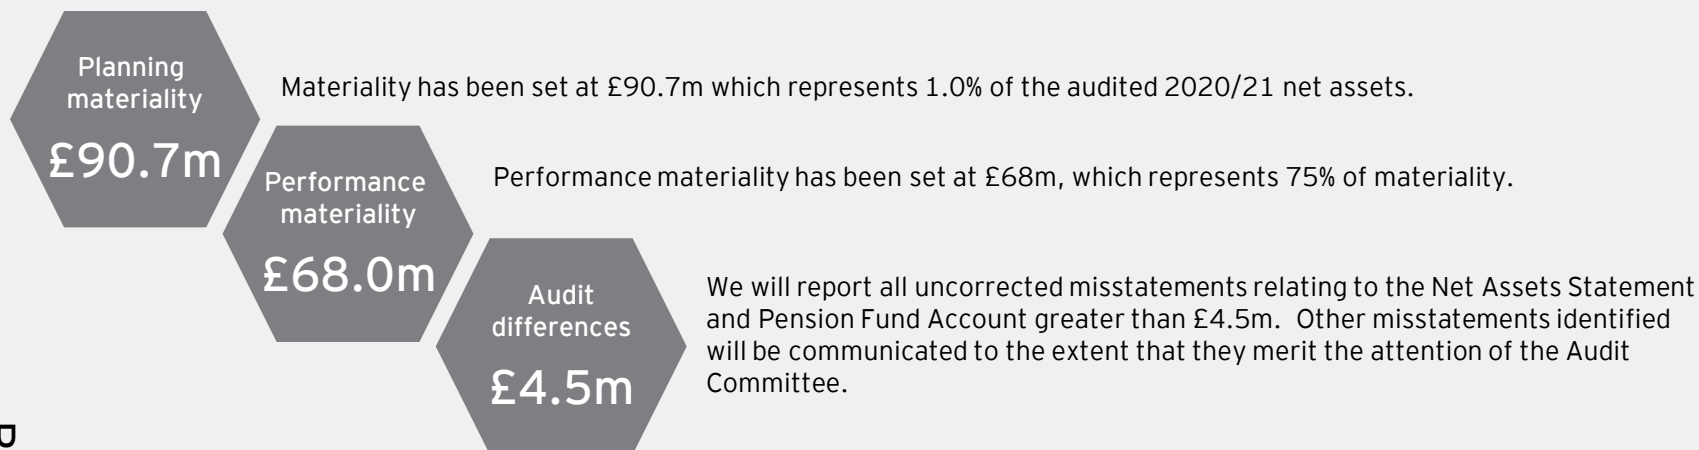 Planning
materiality
£90.7m
Materiality has been set at £90.7m which represents 1.0% of the audited 2020/21 net assets.
Performance
materiality
£68.0m
Performance materiality has been set at £68m, which represents 75% of materiality.
Audit
differences
£4.5m
We will report all uncorrected misstatements relating to the Net Assets Statement
and Pension Fund Account greater than £4.5m. Other misstatements identified
will be communicated to the extent that they merit the attention of the Audit
Committee.